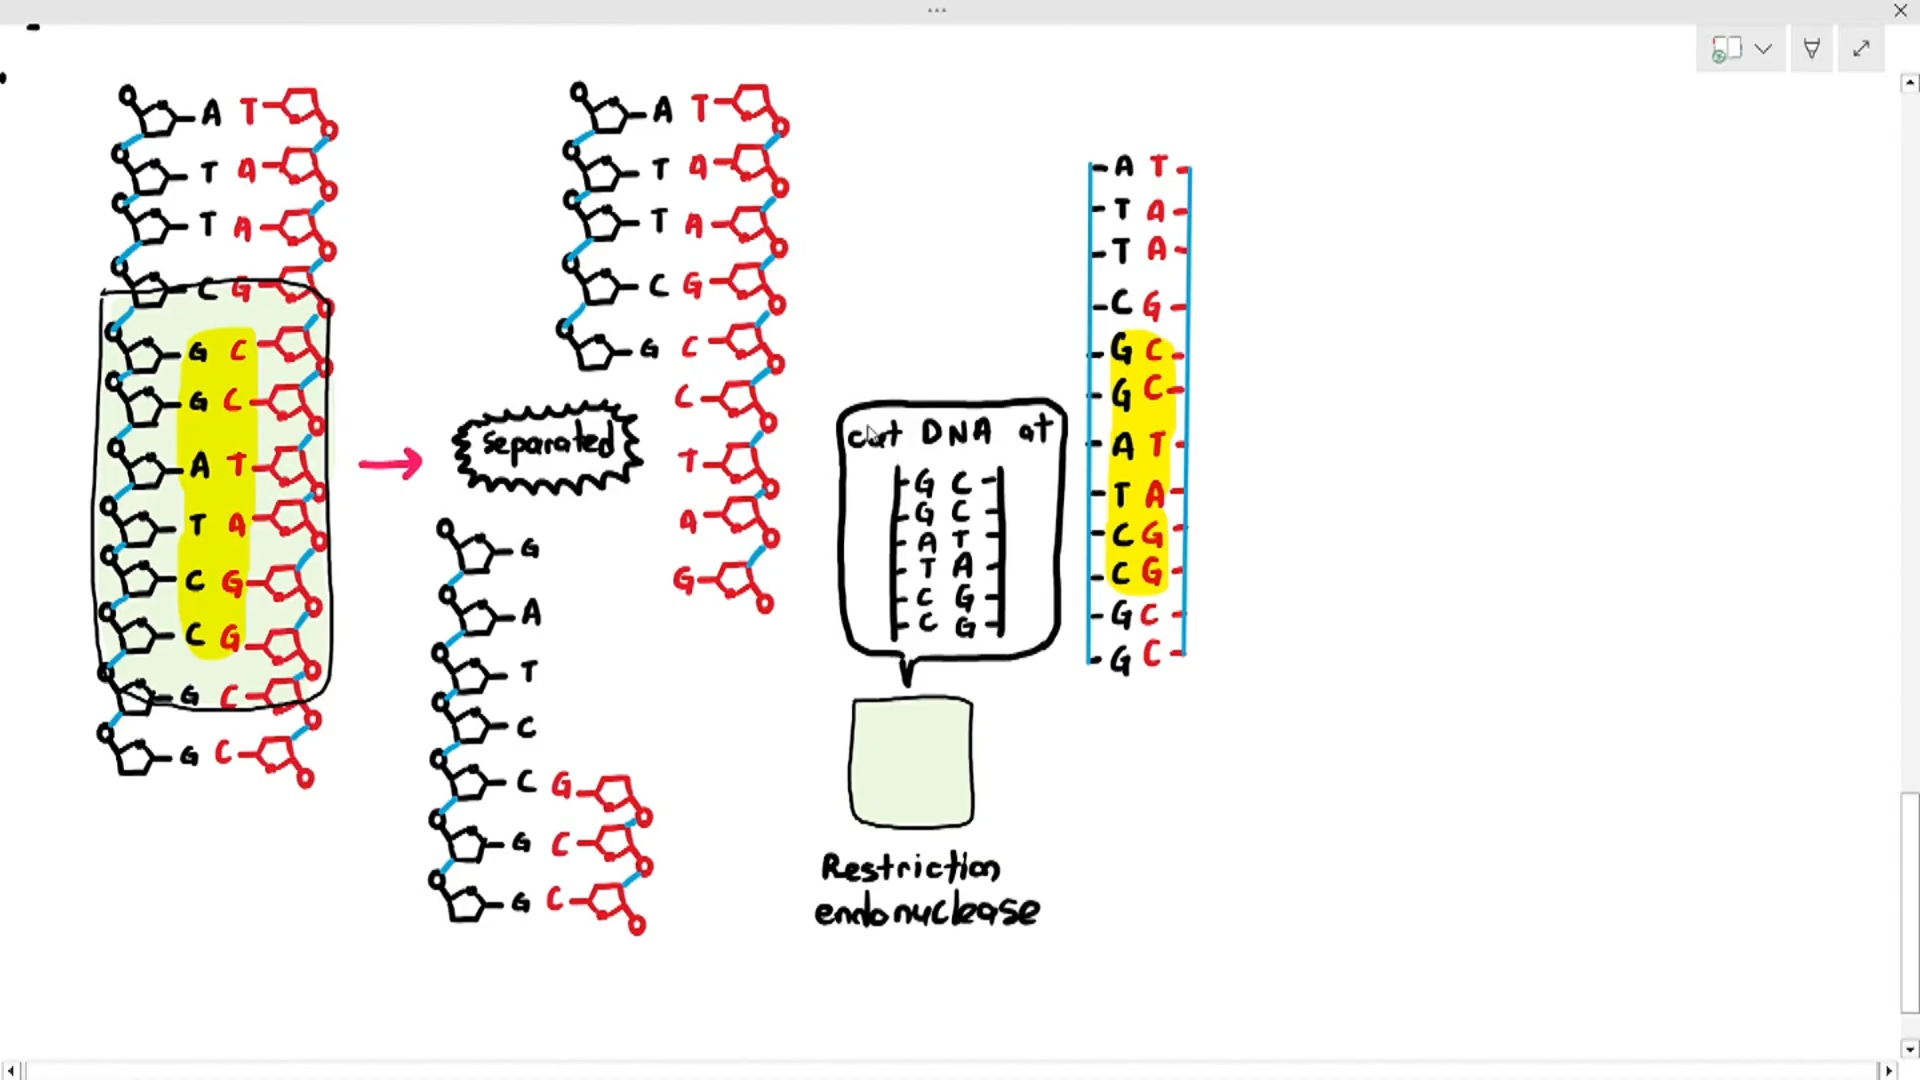 A T
T A
T A
C G
G C
G C
A T
T A
C G
C G
G C
G C
A T
T A
T A
C G
G C
C
T
A
G
separated
G
A
T
C
C G
G C
G C
cut DNA at
G C
G C
A T
T A
C G
C G
Restriction
endonuclease
A T
T A
T A
C G
G C
G C
A T
T A
C G
C G
G C
G C